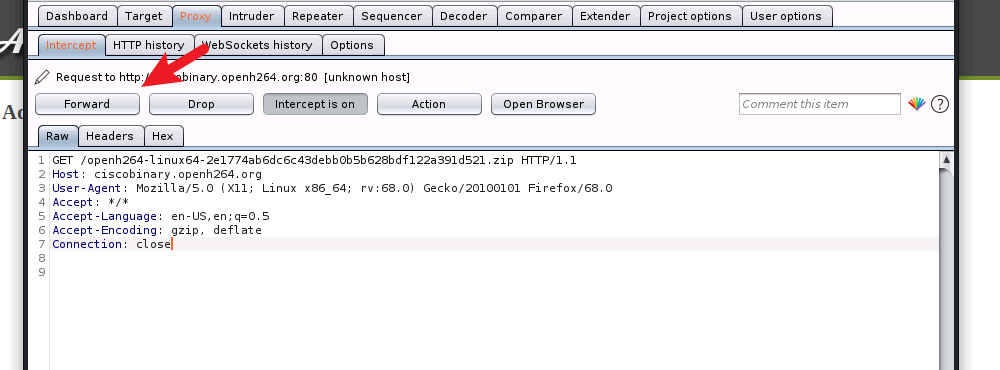 Dashboard Target Proxy Intruder Repeater Sequencer Decoder Comparer Extender Project options User options
Intercept HTTP history WebSockets history Options
Request to http:/ cobinary.openh264.org:80 [unknown host]
Forward Drop Intercept is on Action Open Browser Comment this item ?
Ac
Raw Headers Hex
1 GET /openh264-linux64-2e1774ab6dc6c43debb0b5b628bdf122a391d521.zip HTTP/1.1
2 Host: ciscobinary.openh264.org
3 User-Agent: Mozilla/5.0 (X11; Linux x86_64; rv:68.0) Gecko/20100101 Firefox/68.0
4 Accept: */*
5 Accept-Language: en-US,en;q=0.5
6 Accept-Encoding: gzip, deflate
7 Connection: close
8
9